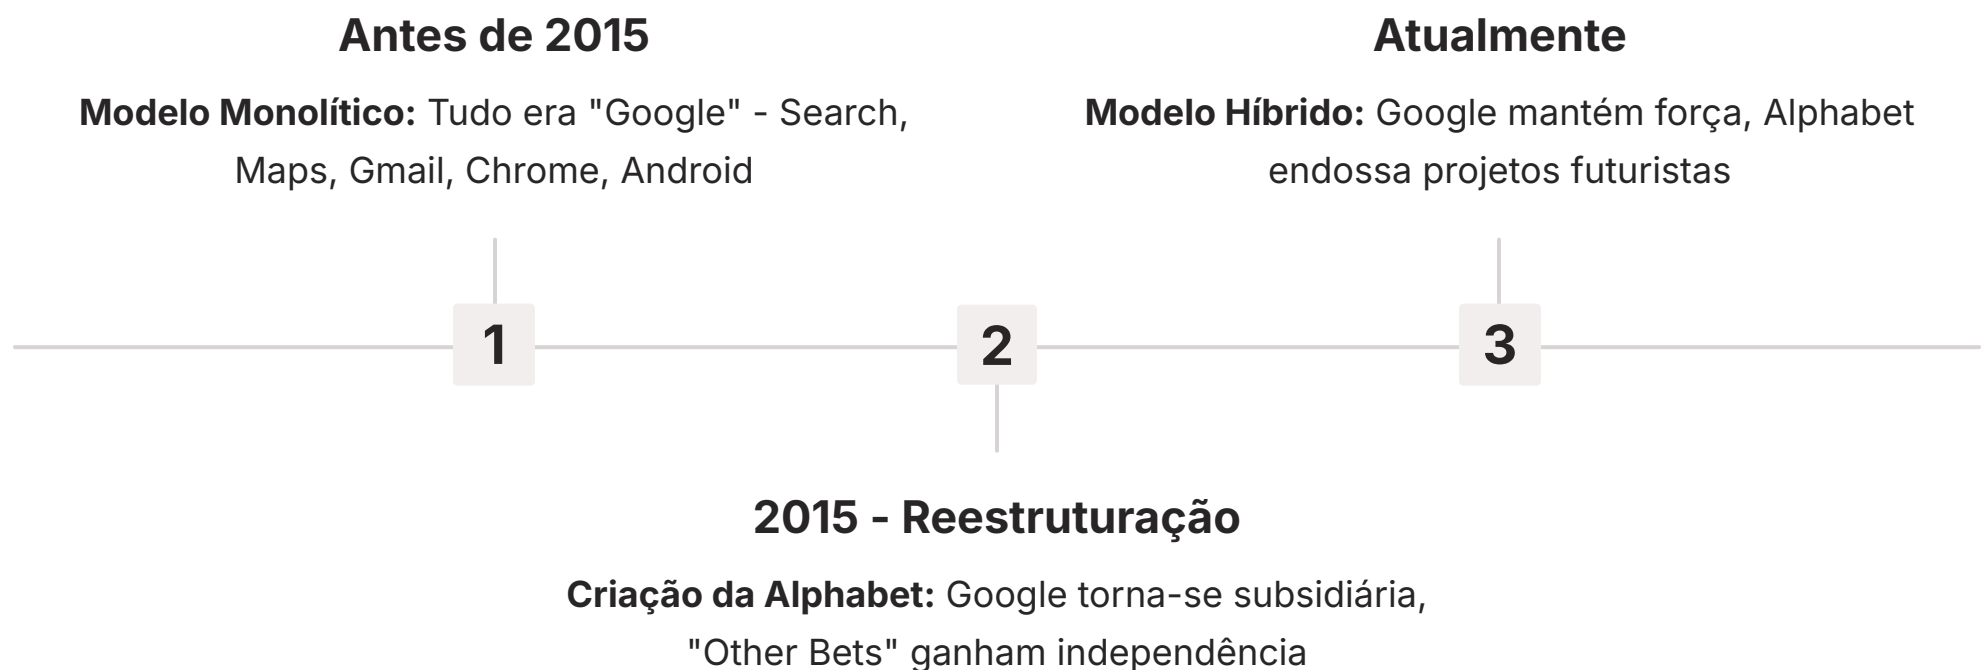 Antes de 2015
Modelo Monolítico: Tudo era "Google" - Search,
Maps, Gmail, Chrome, Android
1
2
2015 - Reestruturação
Criação da Alphabet: Google torna-se subsidiária,
"Other Bets" ganham independência
Atualmente
Modelo Híbrido: Google mantém força, Alphabet
endossa projetos futuristas
3